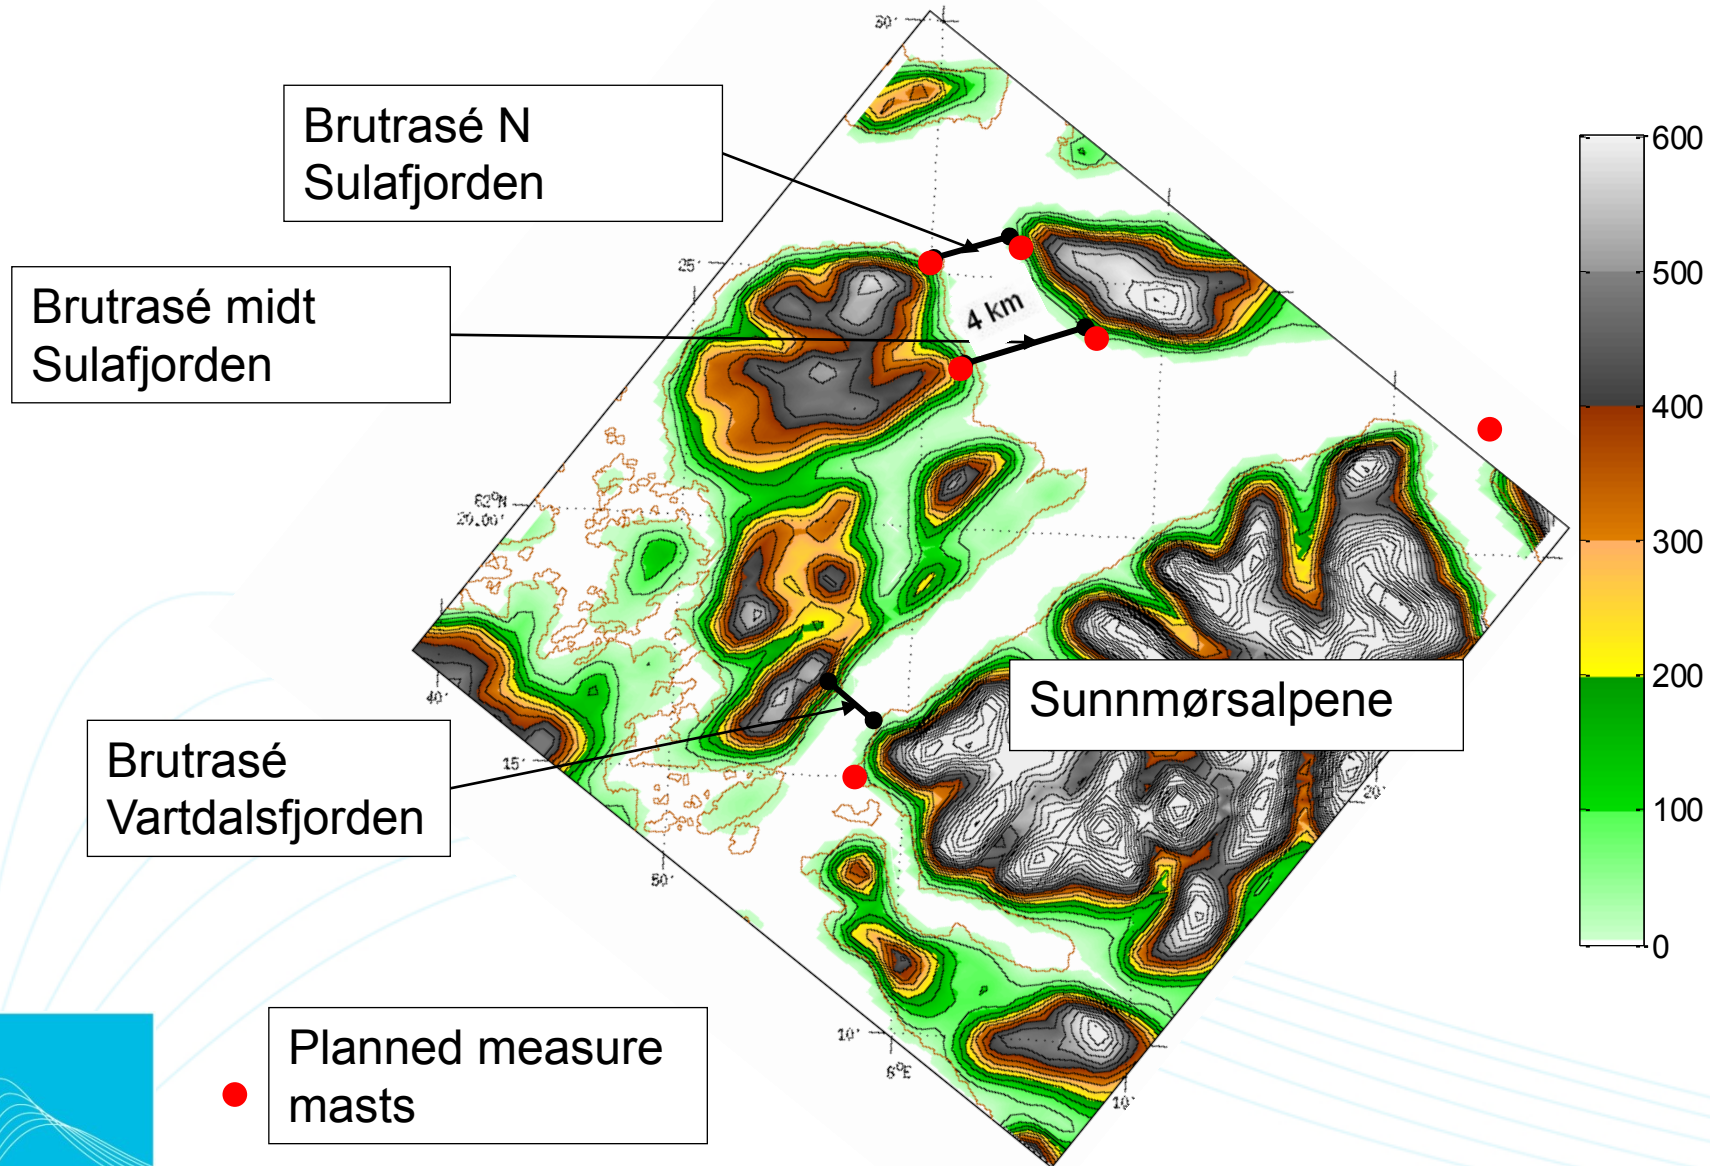 30'
Brutrasé N
Sulafjorden
600
25'
500
Brutrasé midt
Sulafjorden
4 km
400
62°N
20.00'
300
200
Sunnmørsalpene
40'
Brutrasé
Vartdalsfjorden
15'
20'
100
50'
0
Planned measure
masts
10'
6°E
10'